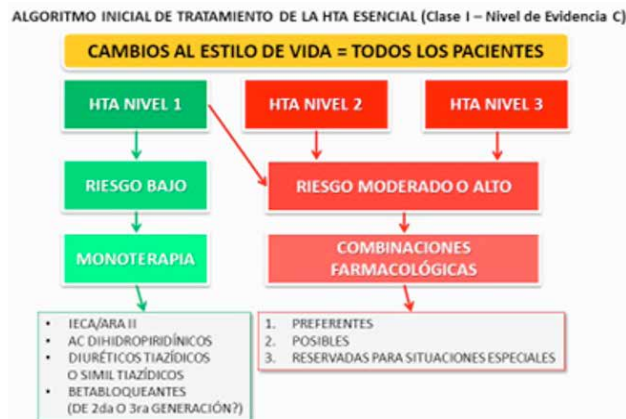 ALGORITMO INICIAL DE TRATAMIENTO DE LA HTA ESENCIAL (Clase I – Nivel de Evidencia C)
CAMBIOS AL ESTILO DE VIDA = TODOS LOS PACIENTES
HTA NIVEL 1
HTA NIVEL 2
HTA NIVEL 3
RIESGO BAJO
RIESGO MODERADO O ALTO
MONOTERAPIA
COMBINACIONES
FARMACOLÓGICAS
• IECA/ARA II
• AC DIHIDROPIRIDÍNICOS
• DIURÉTICOS TIAZÍDICOS
O SIMIL TIAZÍDICOS
• BETABLOQUEANTES
(DE 2da O 3ra GENERACIÓN?)
1. PREFERENTES
2. POSIBLES
3. RESERVADAS PARA SITUACIONES ESPECIALES